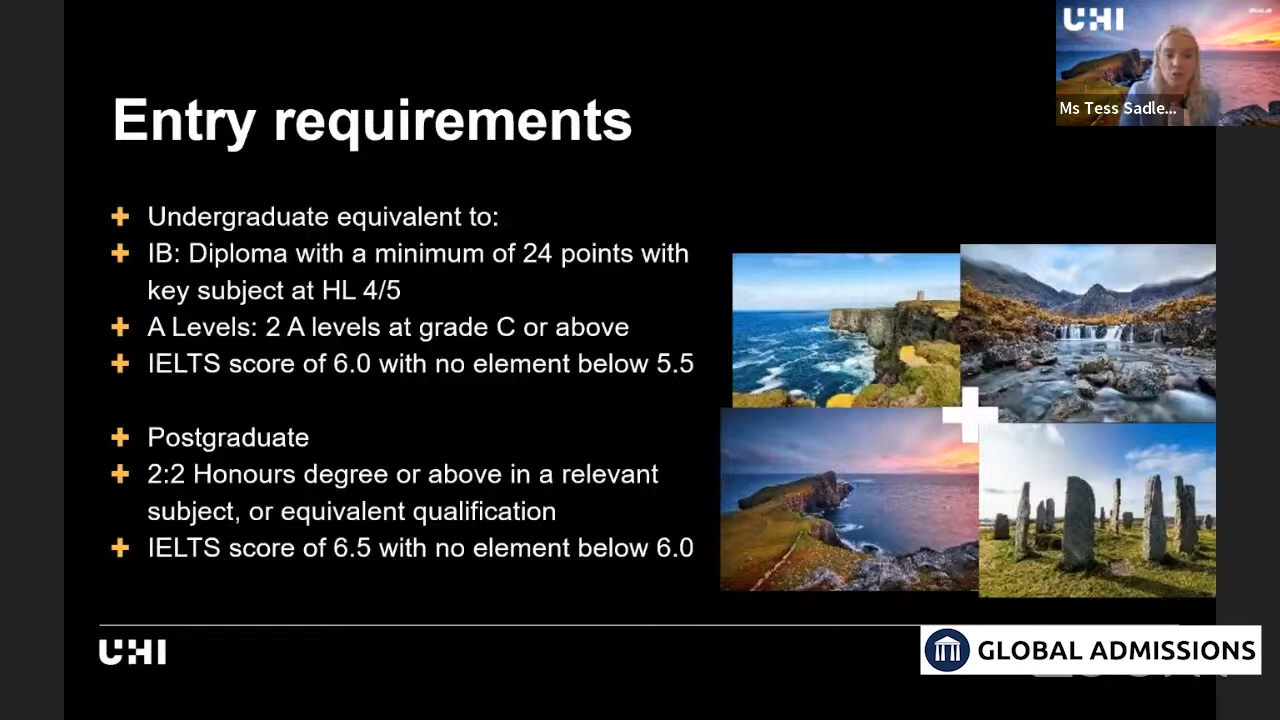 UHI
Ms Tess Sadle...
Entry requirements
Undergraduate equivalent to:
IB: Diploma with a minimum of 24 points with
key subject at HL 4/5
A Levels: 2 A levels at grade C or above
IELTS score of 6.0 with no element below 5.5
Postgraduate
2:2 Honours degree or above in a relevant
subject, or equivalent qualification
IELTS score of 6.5 with no element below 6.0
UHI
GLOBAL ADMISSIONS